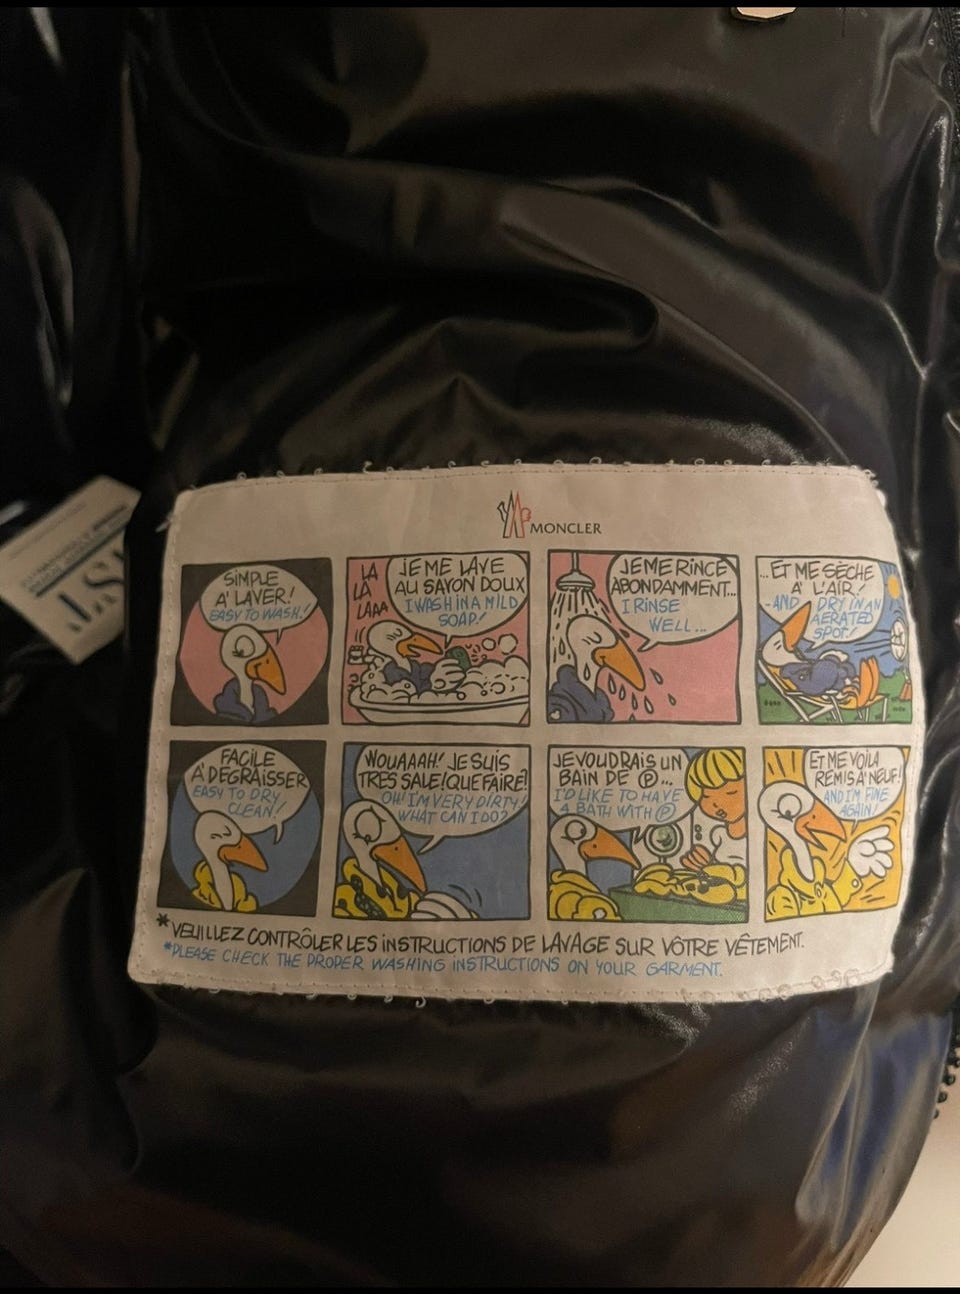 MONCLER
SIMPLE
A' LAVER!
EASY TO WASH!
LA
LA
LAAA
JE ME LAVE
AU SAYON DOUX
I WASH IN A MILD
SOAP!
JE ME RINCE
ABONDAMMENT...
I RINSE
WELL...
...ET ME SÈCHE
A' L'AIR!
...AND I DRY IN AN
AERATED
SPOT!
FACILE
A' DEGRAISSER
EASY TO DRY
CLEAN!
WOUAAAH! JE SUIS
TRES SALE! QUE FAIRE?
OH! I'M VERY DIRTY!
WHAT CAN I DO?
JE VOUDRAIS UN
BAIN DE Ⓟ...
I'D LIKE TO HAVE
A BATH WITH Ⓟ
ET ME VOILA
REMIS A' NEUF!
AND I'M FINE
AGAIN!
*VEUILLEZ CONTRÔLER LES INSTRUCTIONS DE LAVAGE SUR VÔTRE VÊTEMENT.
*PLEASE CHECK THE PROPER WASHING INSTRUCTIONS ON YOUR GARMENT.